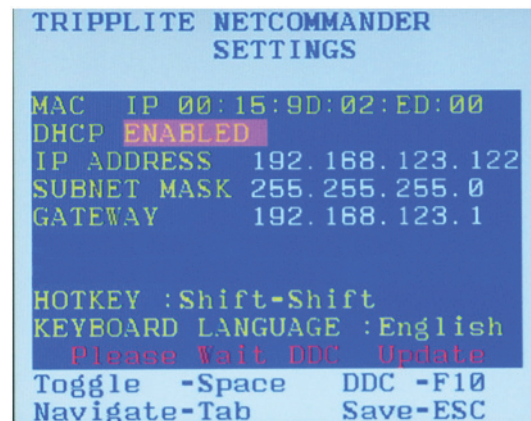 TRIPPLITE NETCOMMANDER
SETTINGS
MAC IP 00:15:9D:02:ED:00
DHCP ENABLED
IP ADDRESS 192.168.123.122
SUBNET MASK 255.255.255.0
GATEWAY 192.168.123.1
HOTKEY :Shift-Shift
KEYBOARD LANGUAGE :English
Please Wait DDC Update
Toggle -Space DDC -F10
Navigate-Tab Save-ESC